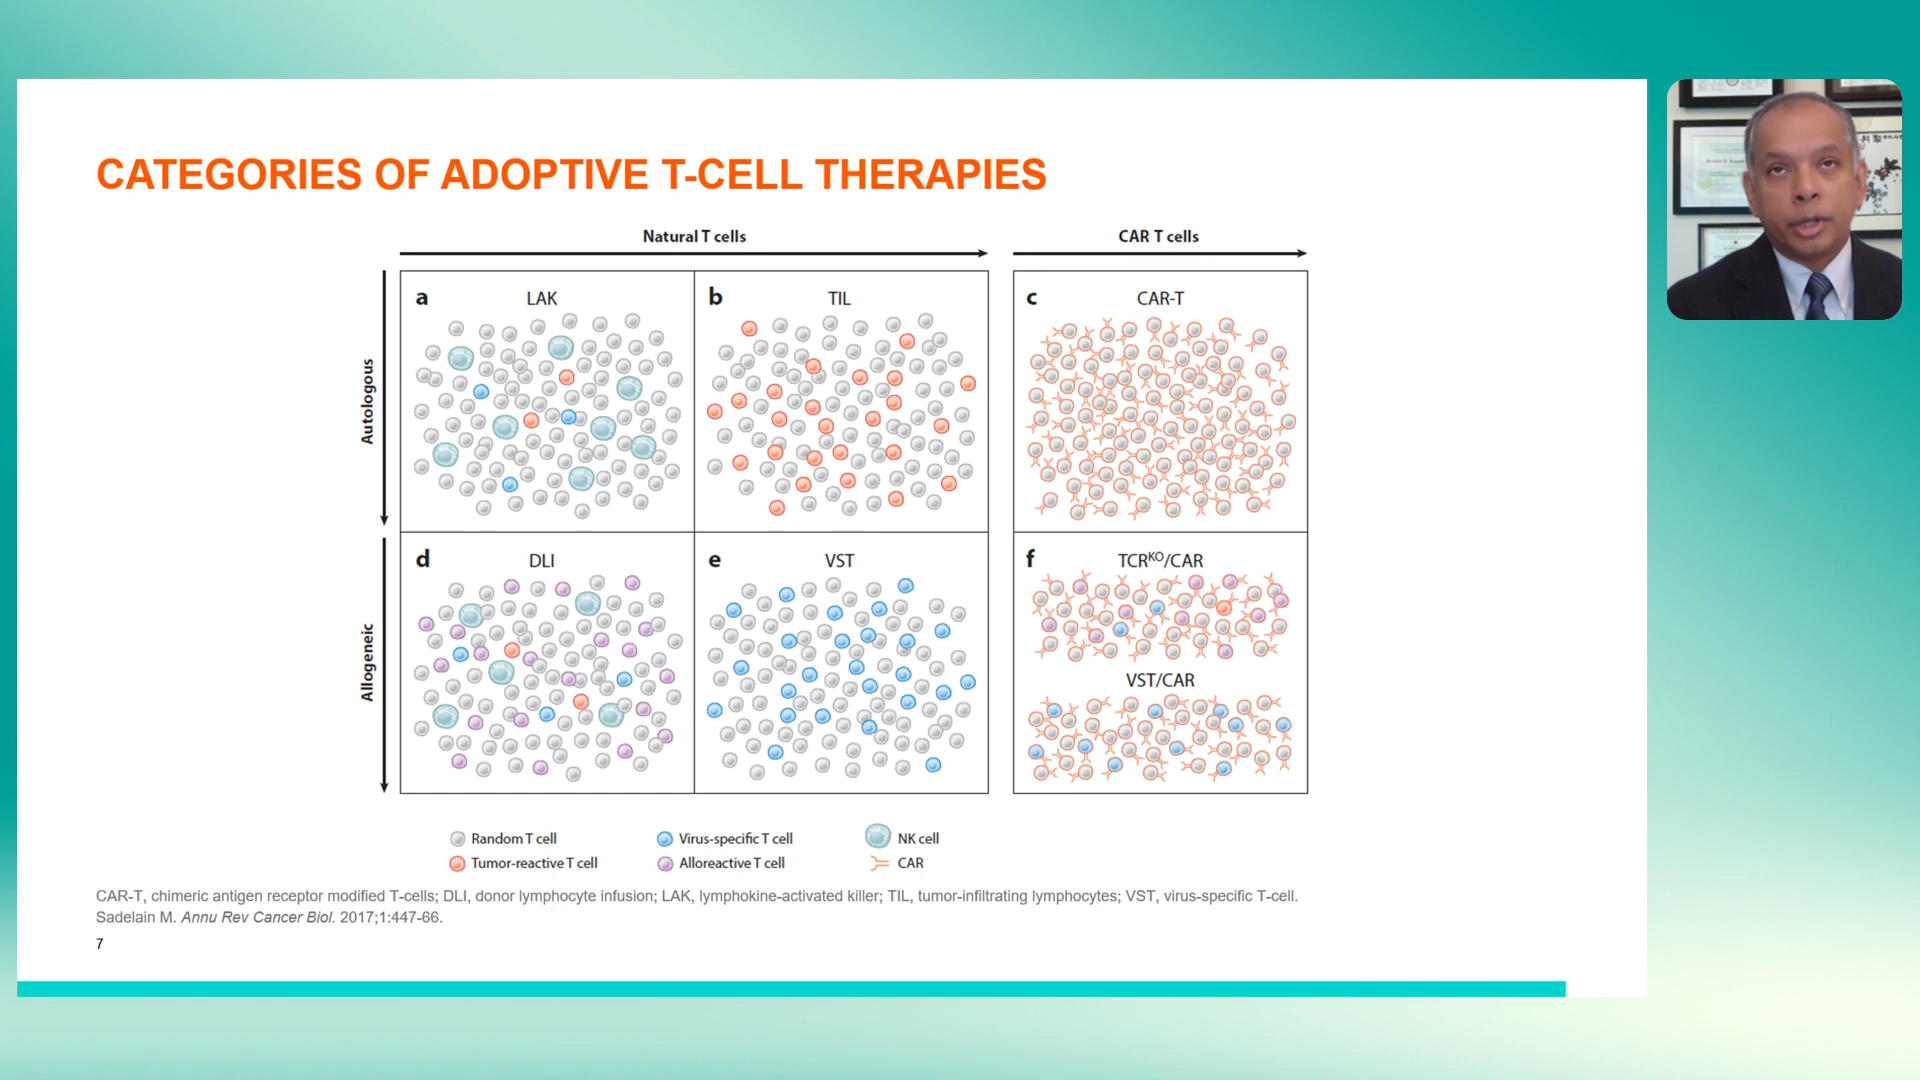 CATEGORIES OF ADOPTIVE T-CELL THERAPIES
Natural T cells
CAR T cells
Autologous
a LAK
b TIL
c CAR-T
Allogeneic
d DLI
e VST
f TCRKO/CAR
VST/CAR
Random T cell
Virus-specific T cell
NK cell
Tumor-reactive T cell
Alloreactive T cell
CAR
CAR-T, chimeric antigen receptor modified T-cells; DLI, donor lymphocyte infusion; LAK, lymphokine-activated killer; TIL, tumor-infiltrating lymphocytes; VST, virus-specific T-cell.
Sadelain M. Annu Rev Cancer Biol. 2017;1:447-66.
7